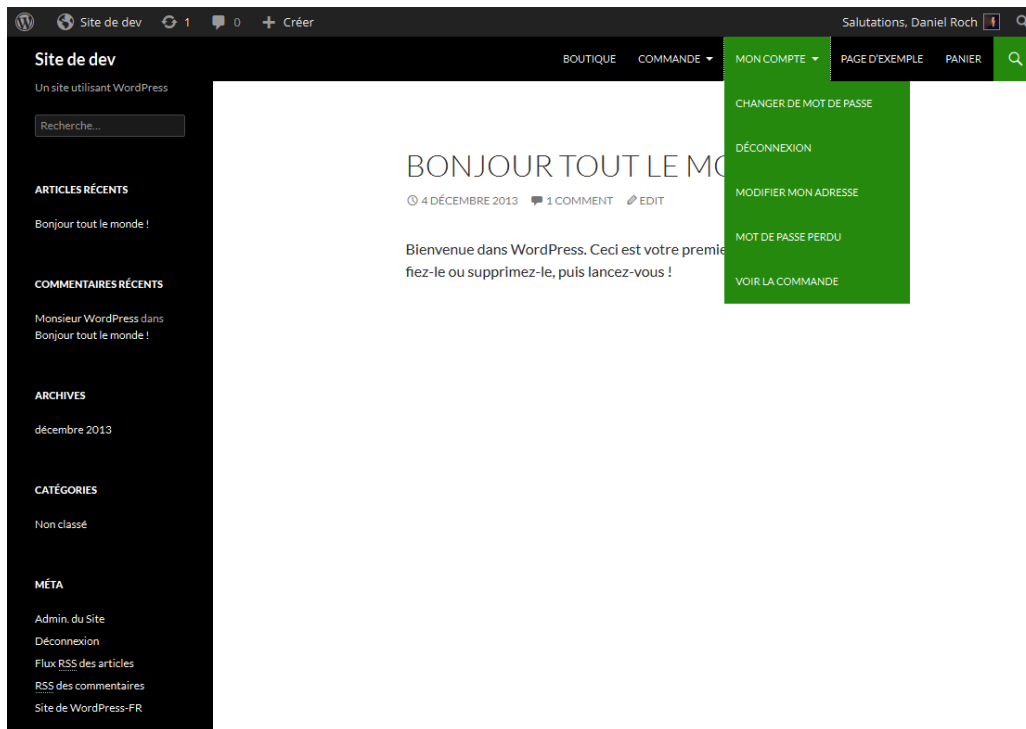 Site de dev 1 0 Créer Salutations, Daniel Roch
Site de dev
BOUTIQUE COMMANDE MON COMPTE PAGE D'EXEMPLE PANIER
Un site utilisant WordPress
Recherche...
CHANGER DE MOT DE PASSE
DÉCONNEXION
MODIFIER MON ADRESSE
MOT DE PASSE PERDU
VOIR LA COMMANDE
ARTICLES RÉCENTS
Bonjour tout le monde !
COMMENTAIRES RÉCENTS
Monsieur WordPress dans
Bonjour tout le monde !
ARCHIVES
décembre 2013
CATÉGORIES
Non classé
MÉTA
Admin. du Site
Déconnexion
Flux RSS des articles
RSS des commentaires
Site de WordPress-FR
BONJOUR TOUT LE MO
4 DÉCEMBRE 2013 1 COMMENT EDIT
Bienvenue dans WordPress. Ceci est votre premie
fiez-le ou supprimez-le, puis lancez-vous !